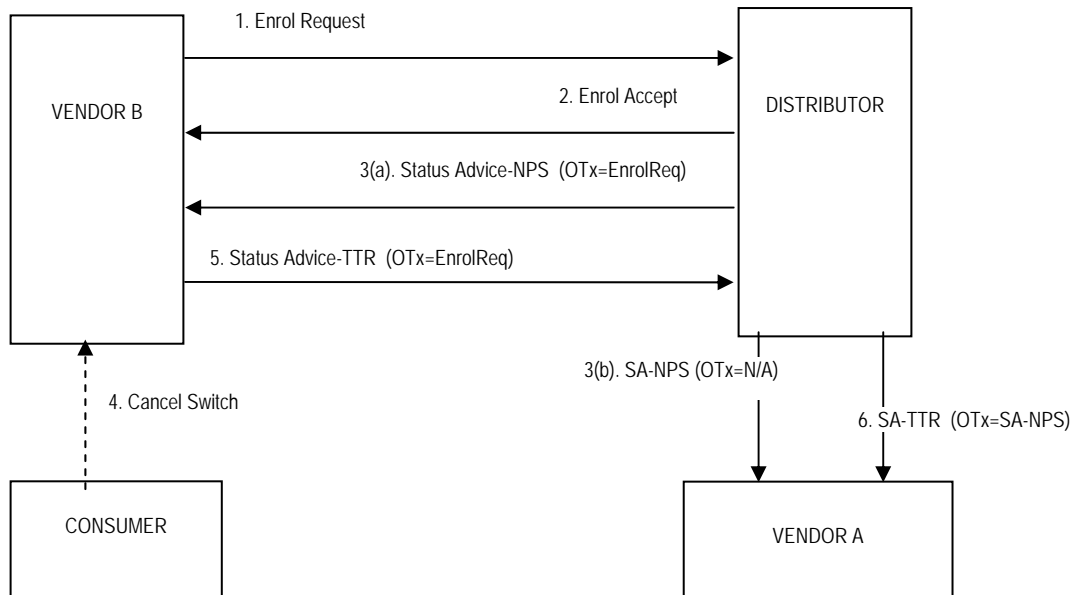 1. Enrol Request
VENDOR B
2. Enrol Accept
DISTRIBUTOR
3(a). Status Advice-NPS (OTx=EnrolReq)
5. Status Advice-TTR (OTx=EnrolReq)
3(b). SA-NPS (OTx=N/A)
4. Cancel Switch
6. SA-TTR (OTx=SA-NPS)
CONSUMER
VENDOR A